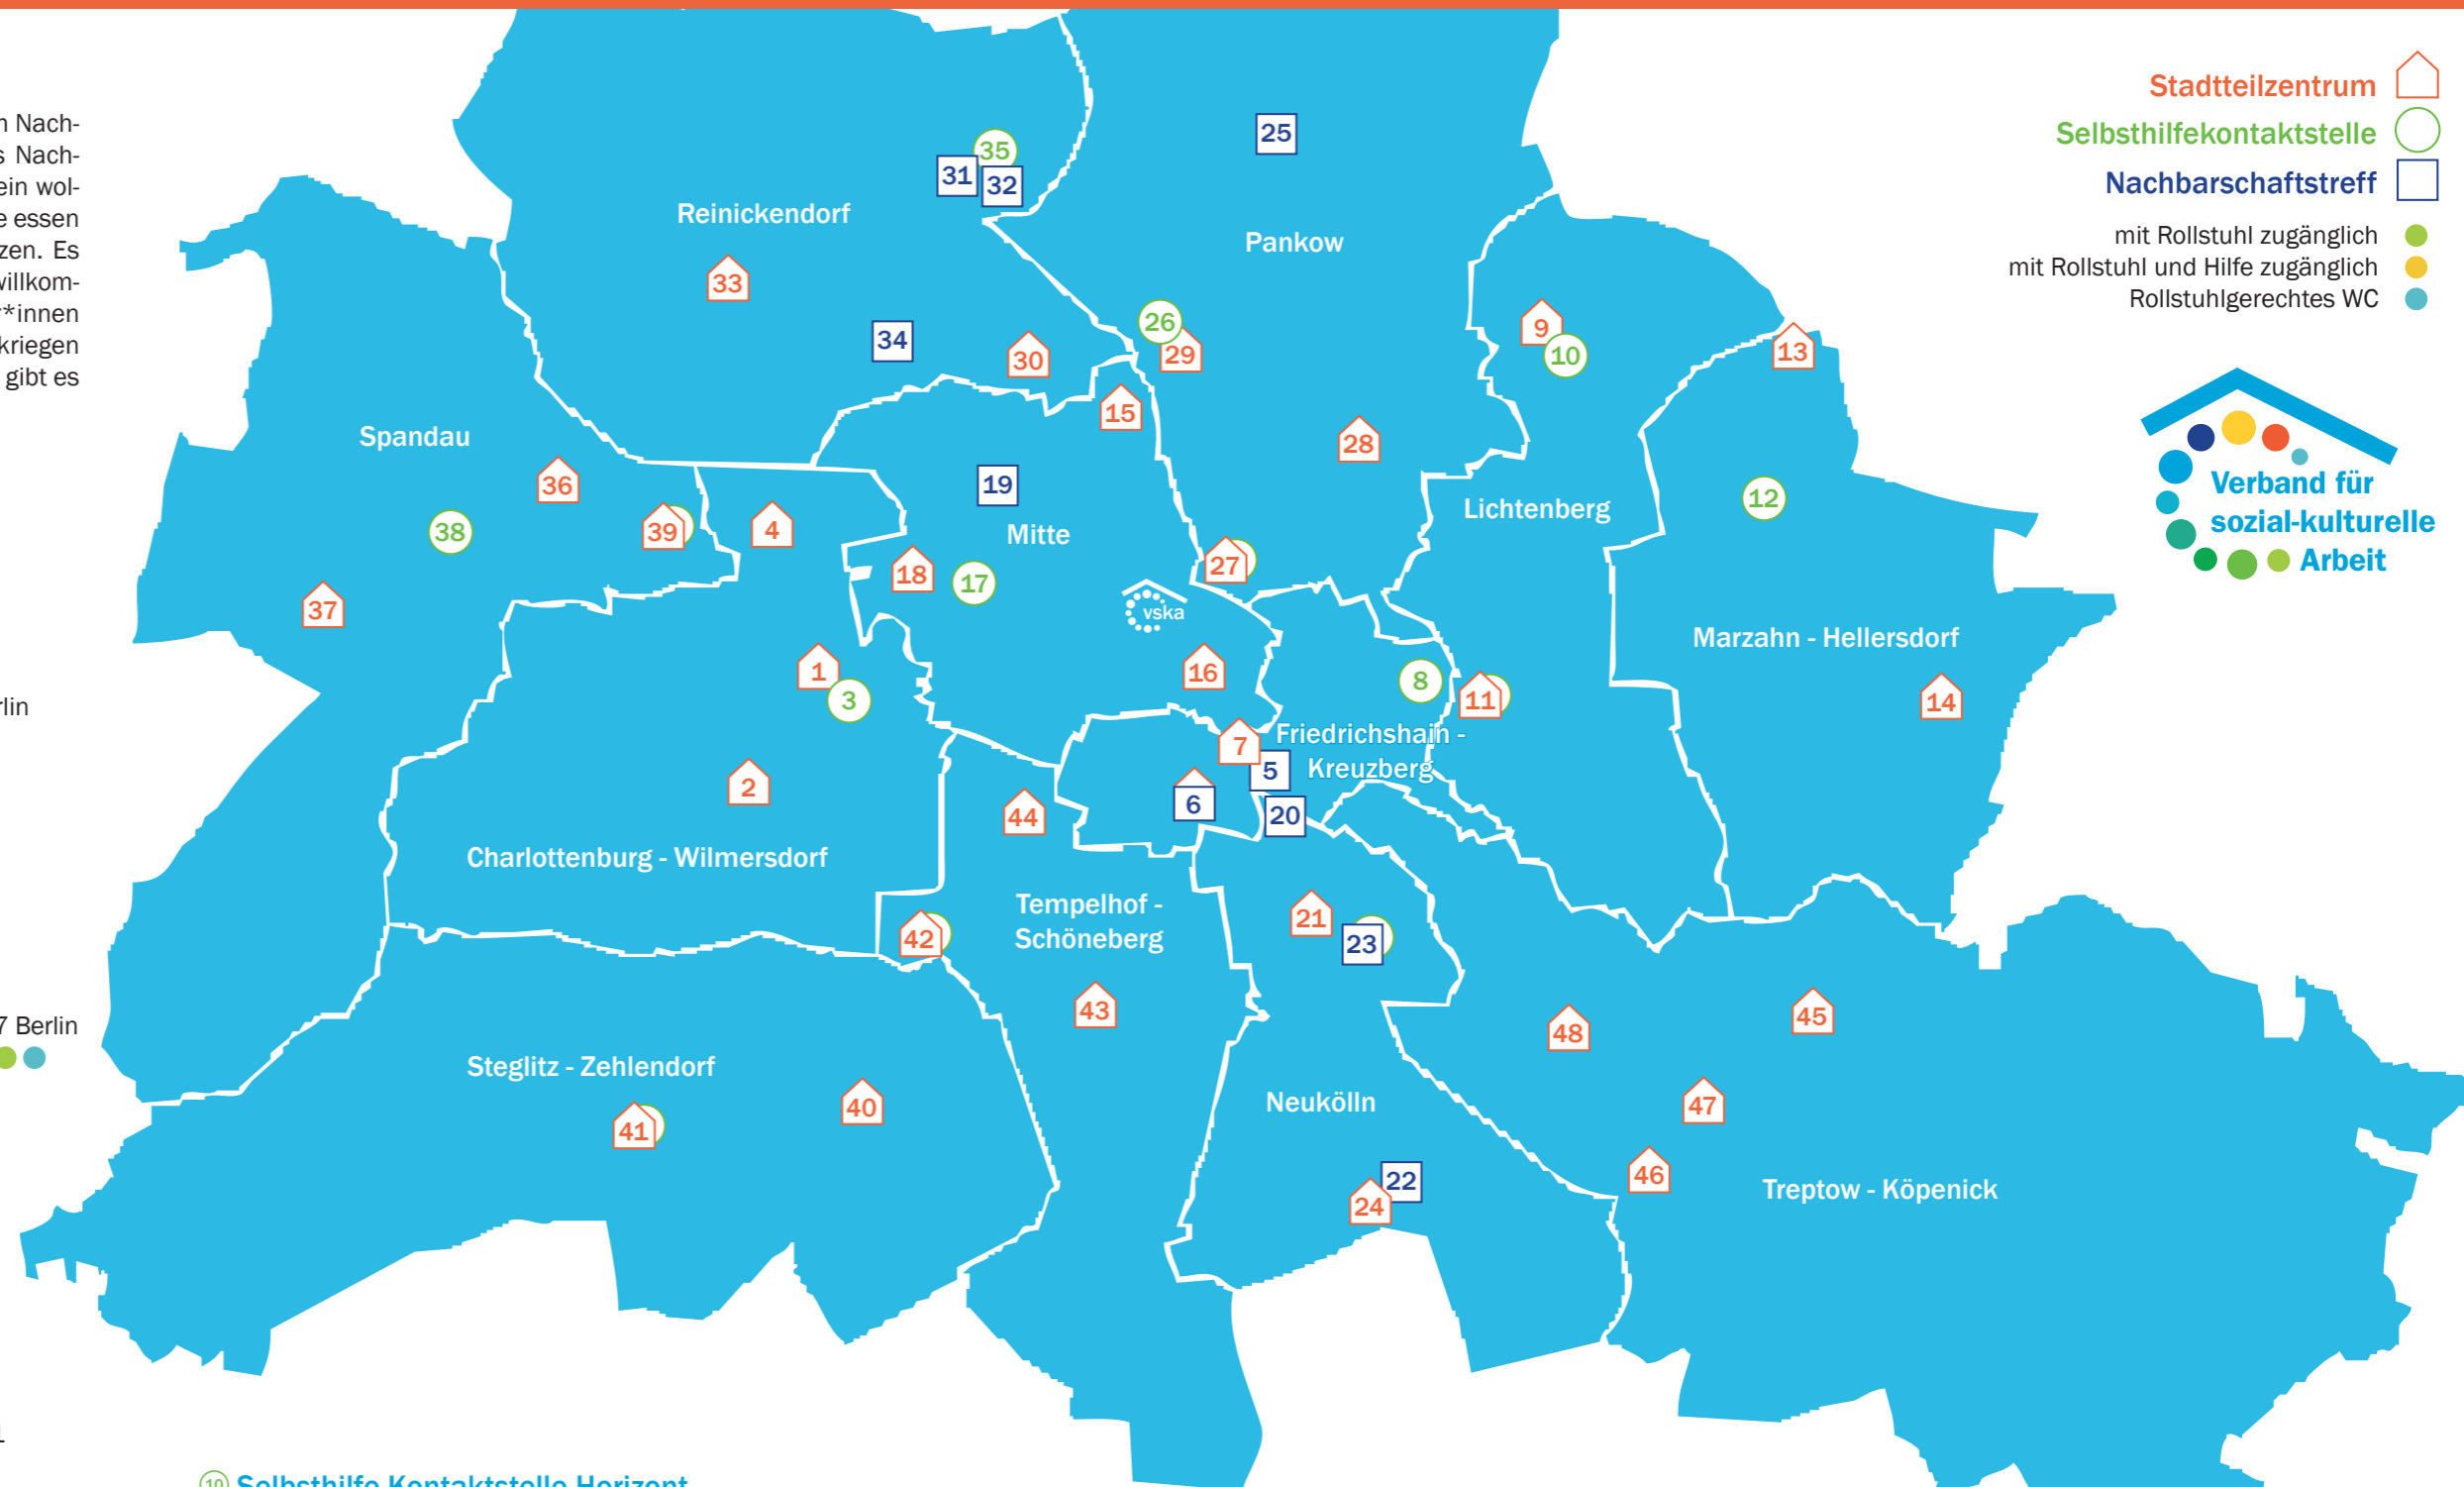 n Nach-
s Nach-
ein wol-
e essen
zen. Es
willkom-
*innen
kriegen
gibt es
rlin
7 Berlin
Stadtteilzentrum
Selbsthilfekontaktstelle
Nachbarschaftstreff
mit Rollstuhl zugänglich
mit Rollstuhl und Hilfe zugänglich
Rollstuhlgerechtes WC
Verband für
sozial-kulturelle
Arbeit
25
35
31
32
Reinickendorf
Pankow
33
34
30
26
29
9
10
13
15
28
Spandau
36
38
39
37
4
19
Mitte
18
17
27
vska
16
Lichtenberg
12
Marzahn - Hellersdorf
14
8
11
1
3
2
Charlottenburg - Wilmersdorf
7
Friedrichshain -
Kreuzberg
5
6
20
44
Tempelhof -
Schöneberg
42
43
21
23
48
45
47
46
Steglitz - Zehlendorf
40
41
Neukölln
22
24
Treptow - Köpenick
10 Selbsthilfe Kontaktstelle Horizont